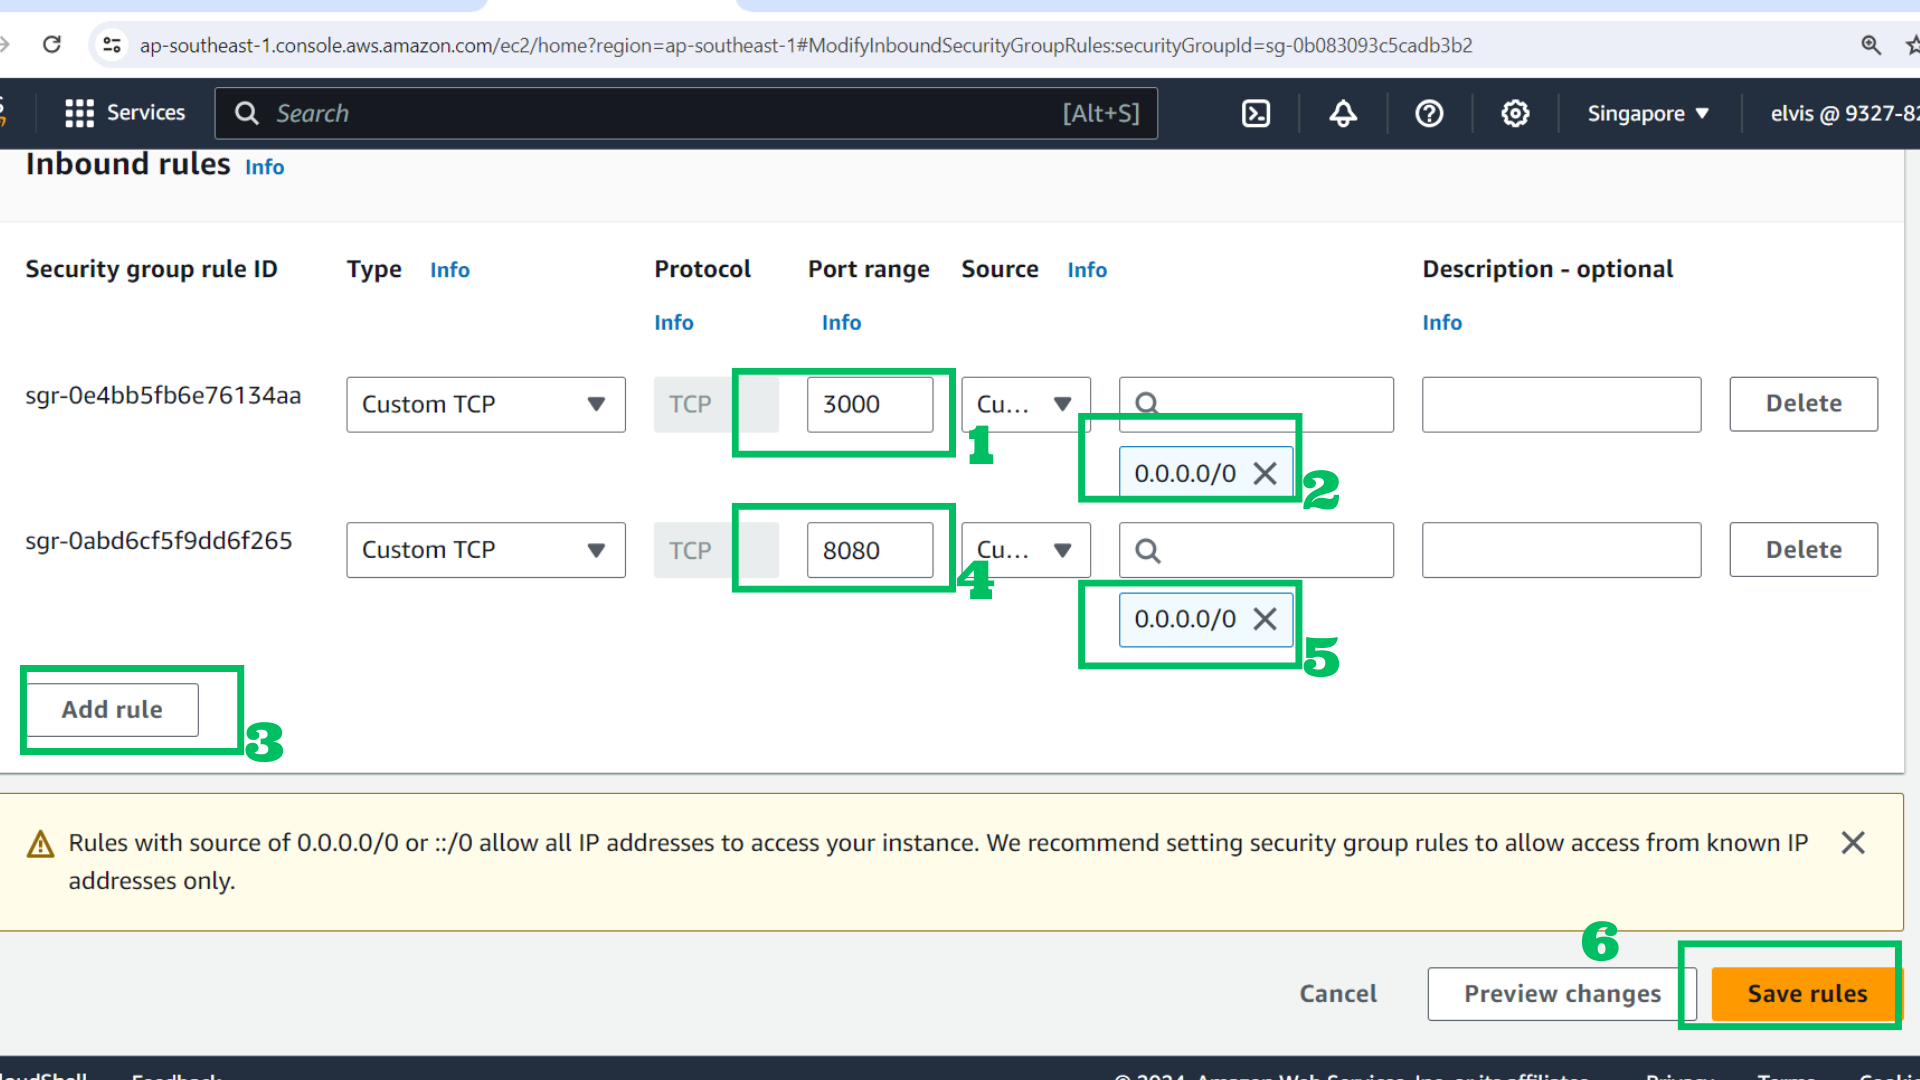 ap-southeast-1.console.aws.amazon.com/ec2/home?region=ap-southeast-1#ModifyInboundSecurityGroupRules:securityGroupId=sg-0b083093c5cadb3b2
Services Search [Alt+S] Singapore ▼ elvis @ 9327-82
Inbound rules Info
Security group rule ID Type Info Protocol Port range Source Info Description - optional
Info Info Info
sgr-0e4bb5fb6e76134aa Custom TCP TCP 3000 Cu... Delete
1
0.0.0.0/0
2
sgr-0abd6cf5f9dd6f265 Custom TCP TCP 8080 Cu... Delete
4
0.0.0.0/0
5
Add rule
3
Rules with source of 0.0.0.0/0 or ::/0 allow all IP addresses to access your instance. We recommend setting security group rules to allow access from known IP
addresses only.
6
Cancel Preview changes Save rules
Feedback © 2024, Amazon Web Services, Inc. or its affiliates. Privacy Terms